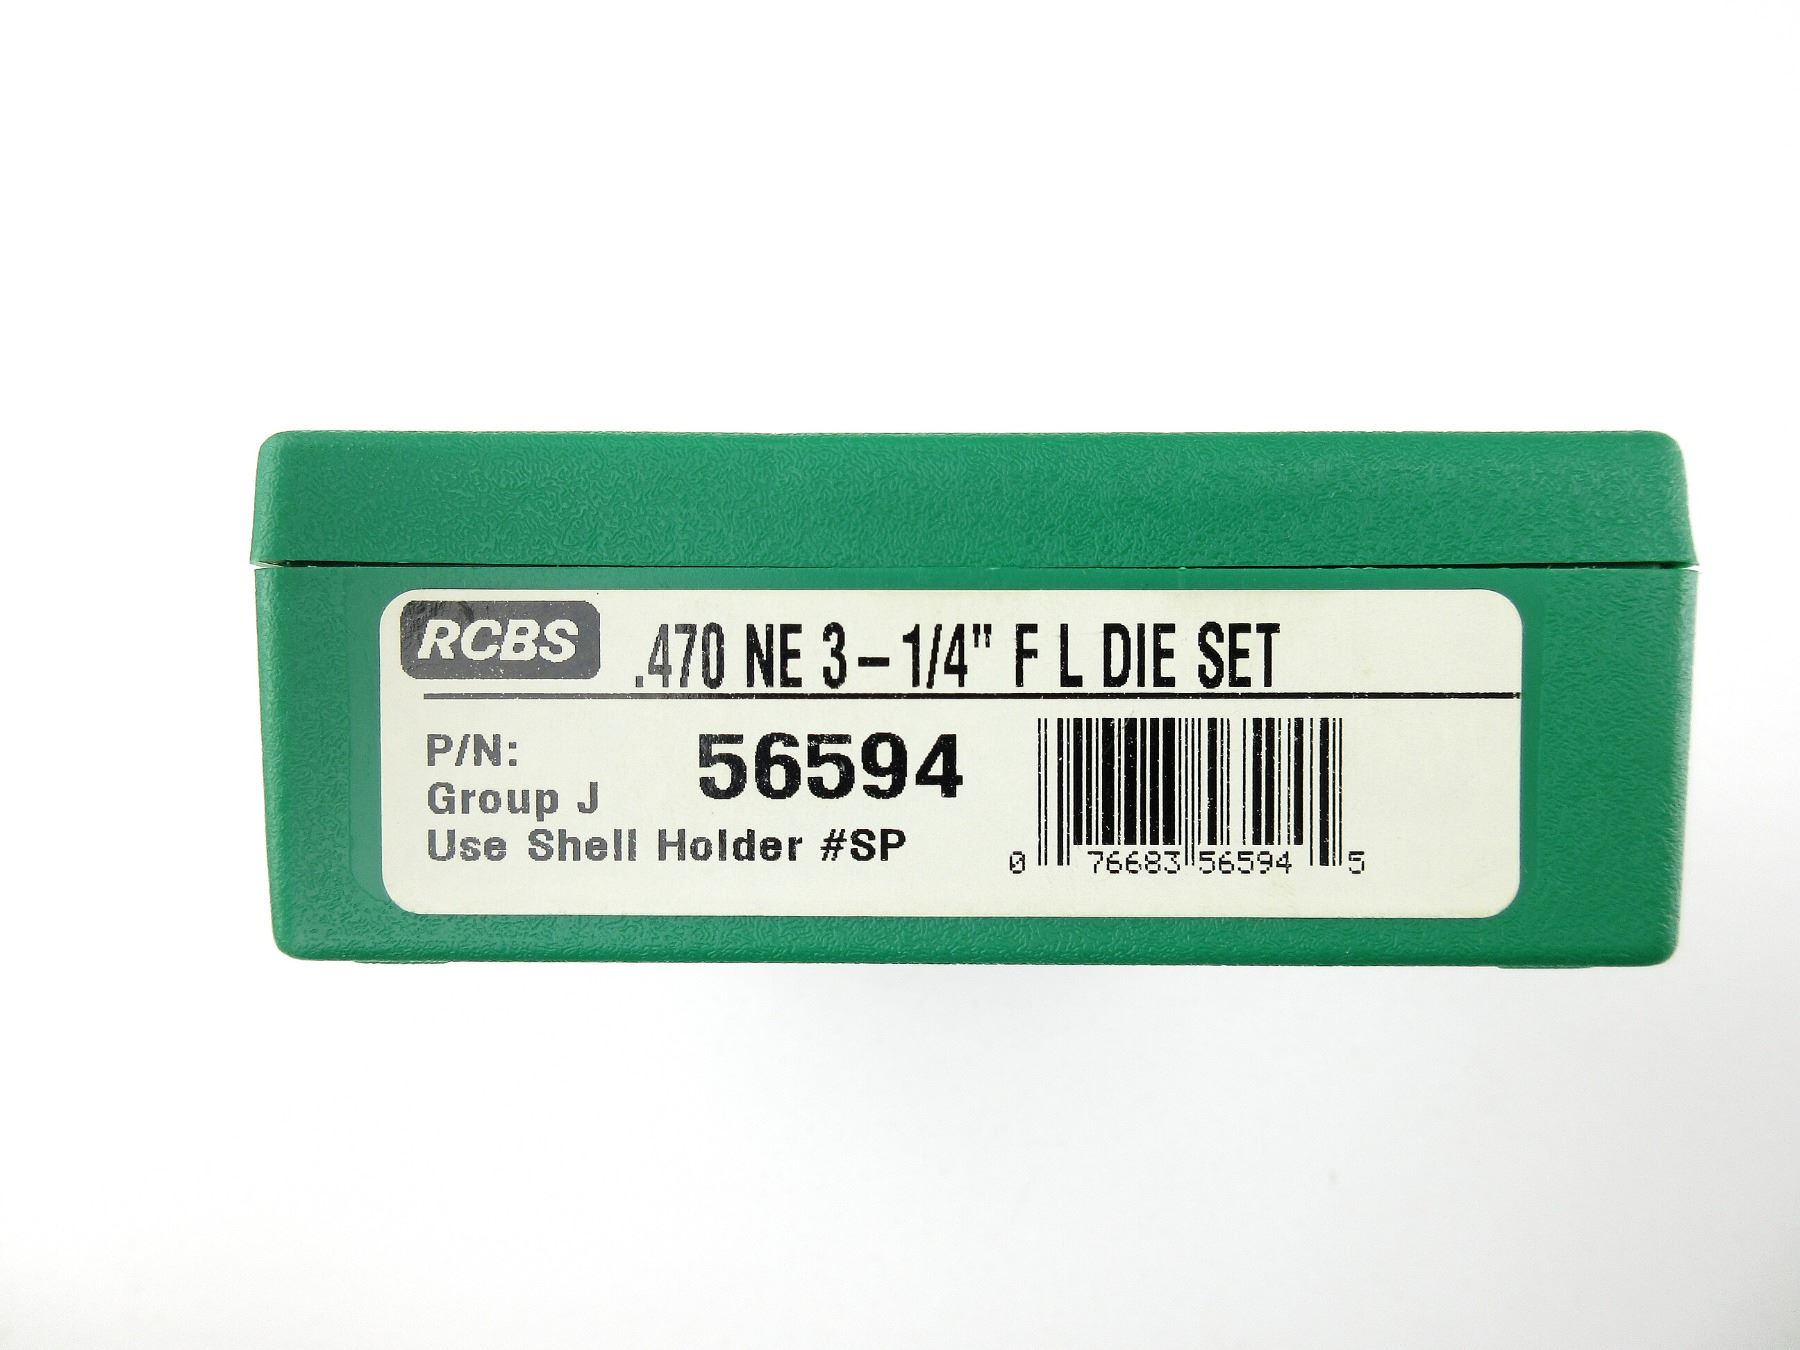 RCBS .470 NE 3-1/4" F L DIE SET
P/N: 56594
Group J
Use Shell Holder #SP
0 76683 56594 5